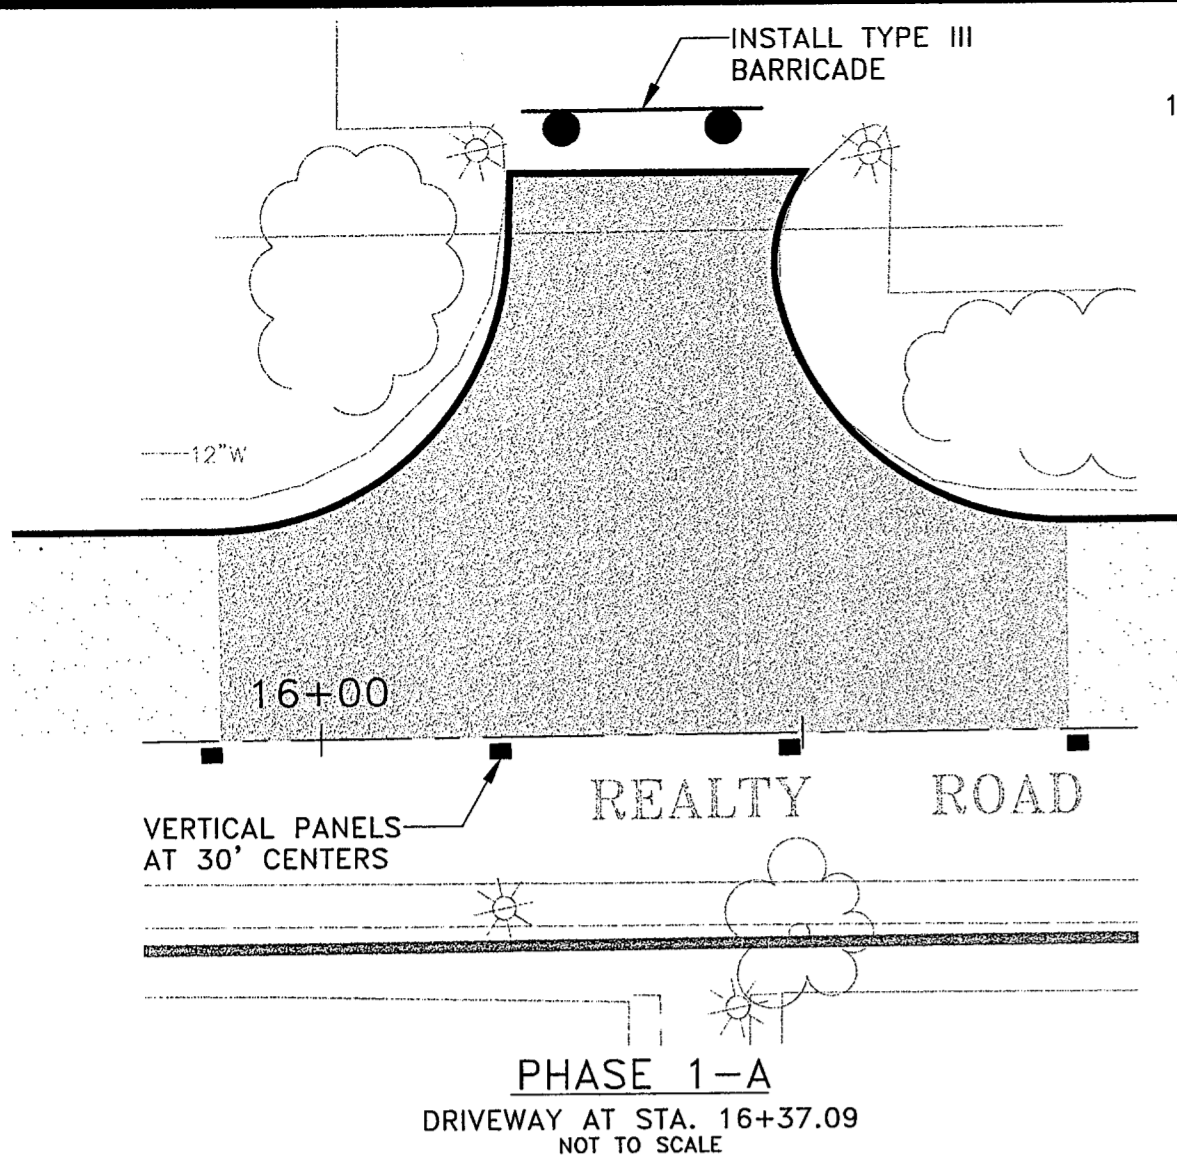 INSTALL TYPE III
BARRICADE
1
12"W
16+00
REALTY ROAD
VERTICAL PANELS
AT 30' CENTERS
PHASE 1-A
DRIVEWAY AT STA. 16+37.09
NOT TO SCALE